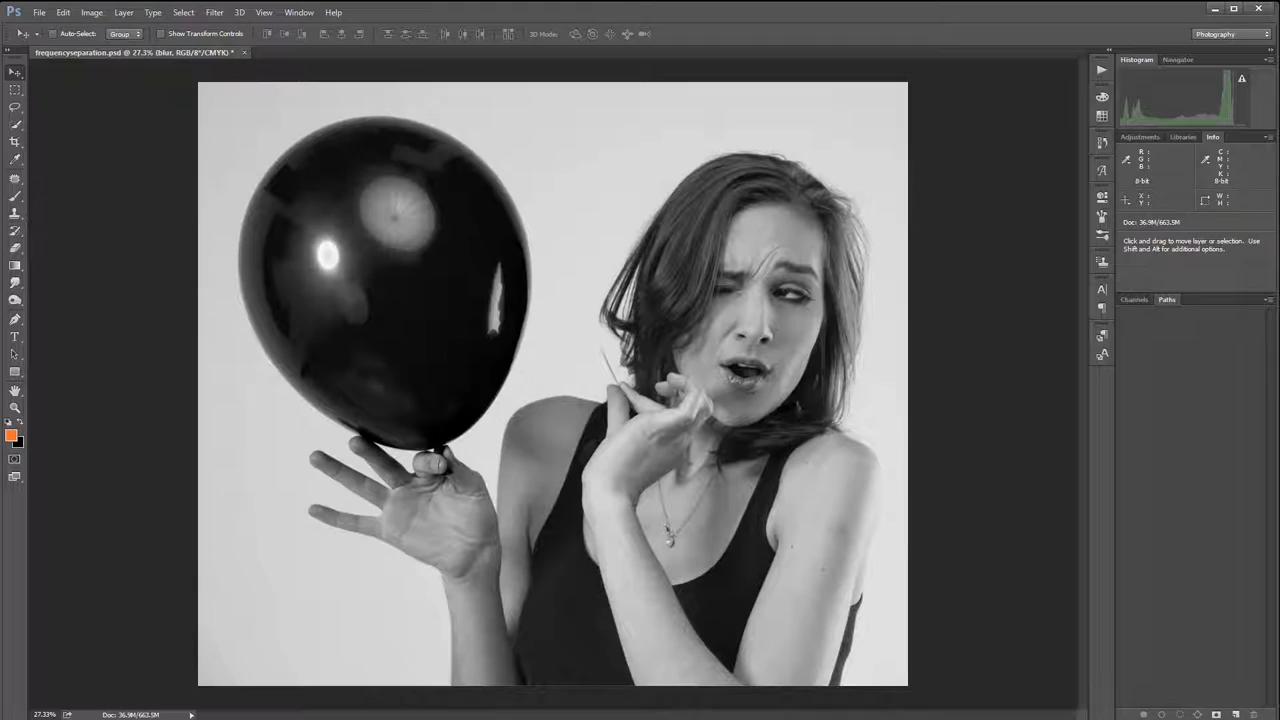 Ps File Edit Image Layer Type Select Filter 3D View Window Help
Auto-Select: Group Show Transform Controls 3D Mode: Photography
frequencyseparation.psd @ 27.3% (blur, RGB/8*/CMYK) * ×
Histogram Navigator
Adjustments Libraries Info
R : C :
G : M :
B : Y :
K :
8-bit 8-bit
X : W :
Y : H :
Doc: 36.9M/663.5M
Click and drag to move layer or selection. Use
Shift and Alt for additional options.
Channels Paths
27.33% Doc: 36.9M/663.5M